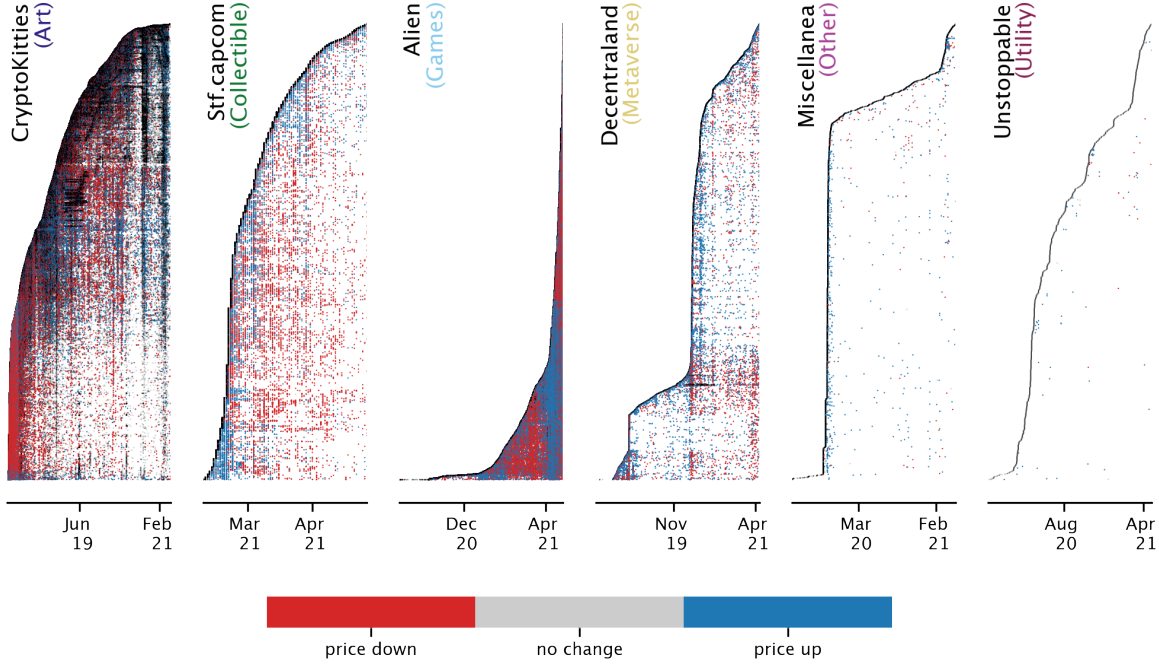 CryptoKitties
(Art)
Stf.capcom
(Collectible)
Alien
(Games)
Decentraland
(Metaverse)
Miscellanea
(Other)
Unstoppable
(Utility)
Jun
19
Feb
21
Mar
21
Apr
21
Dec
20
Apr
21
Nov
19
Apr
21
Mar
20
Feb
21
Aug
20
Apr
21
price down
no change
price up